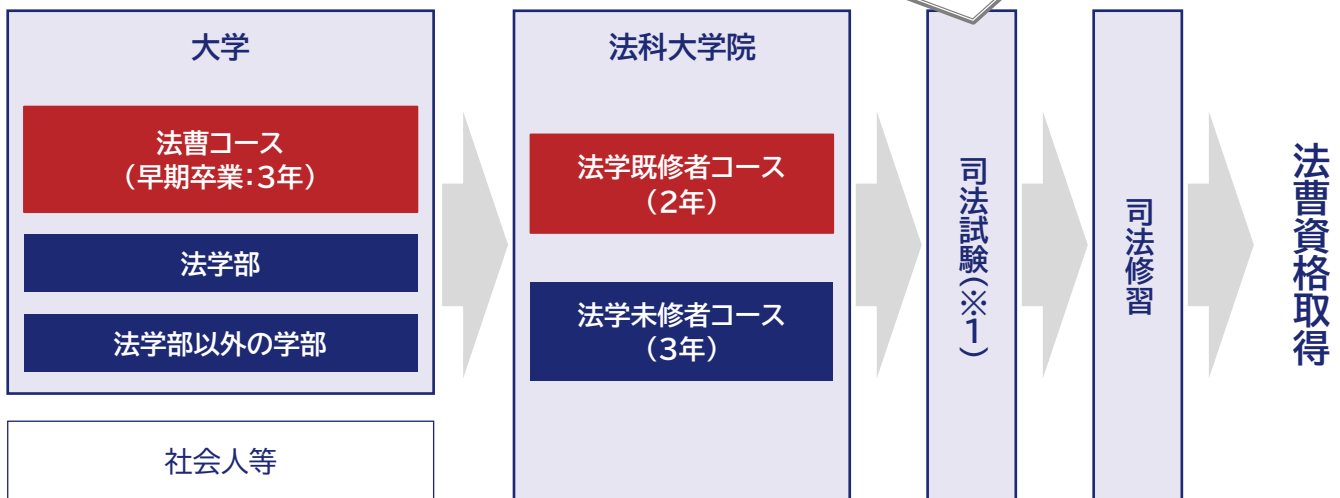 大学
法曹コース
（早期卒業：3年）
法学部
法学部以外の学部
社会人等
法科大学院
法学既修者コース
（2年）
法学未修者コース
（3年）
司法試験（※1）
司法修習
法曹資格取得